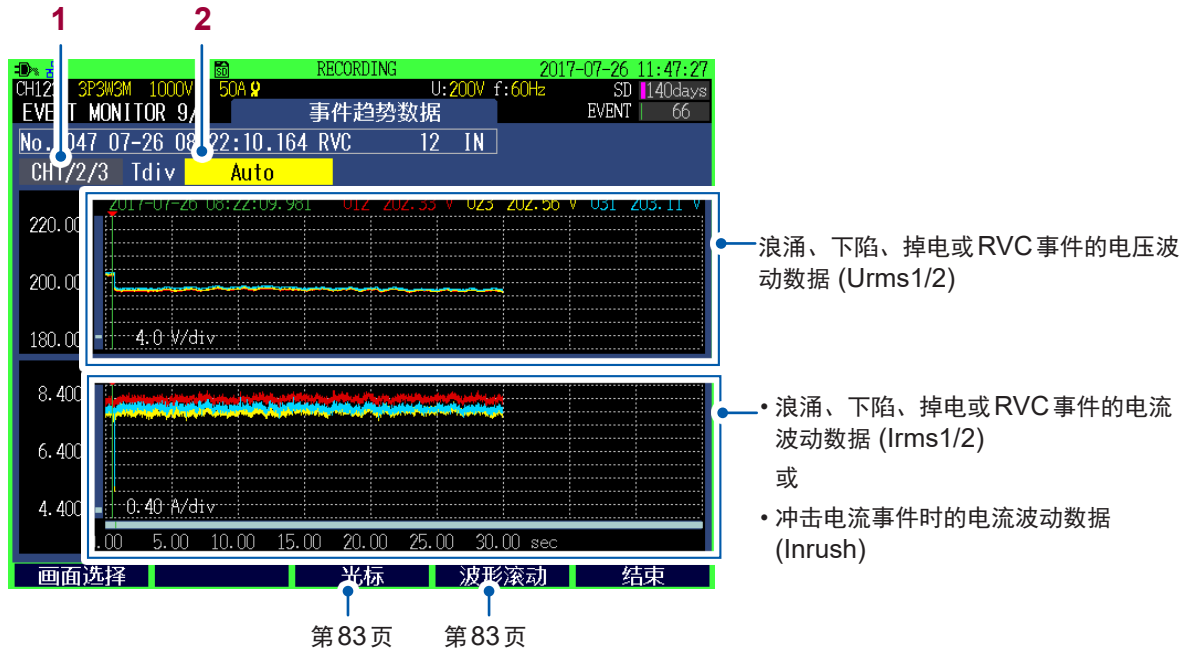 1 2
RECORDING 2017-07-26 11:47:27
3P3W3M 1000V 50A U:200V f:60Hz SD 140days
EVENT MONITOR 9/ 事件趋势数据 EVENT 66
07-26 08:22:10.164 RVC 12 IN
CH1/2/3 Tdiv Auto
2017-07-26 08:22:09.981 U12 202.33 V U23 202.56 V U31 203.11 V
220.00
200.00
180.00
4.0 V/div
浪涌、下陷、掉电或RVC事件的电压波
动数据 (Urms1/2)
8.400
6.400
4.400
0.40 A/div
5.00 10.00 15.00 20.00 25.00 30.00 sec
• 浪涌、下陷、掉电或RVC事件的电流
波动数据 (Irms1/2)
或
• 冲击电流事件时的电流波动数据
(Inrush)
画面选择 光标 波形滚动 结束
第83页 第83页